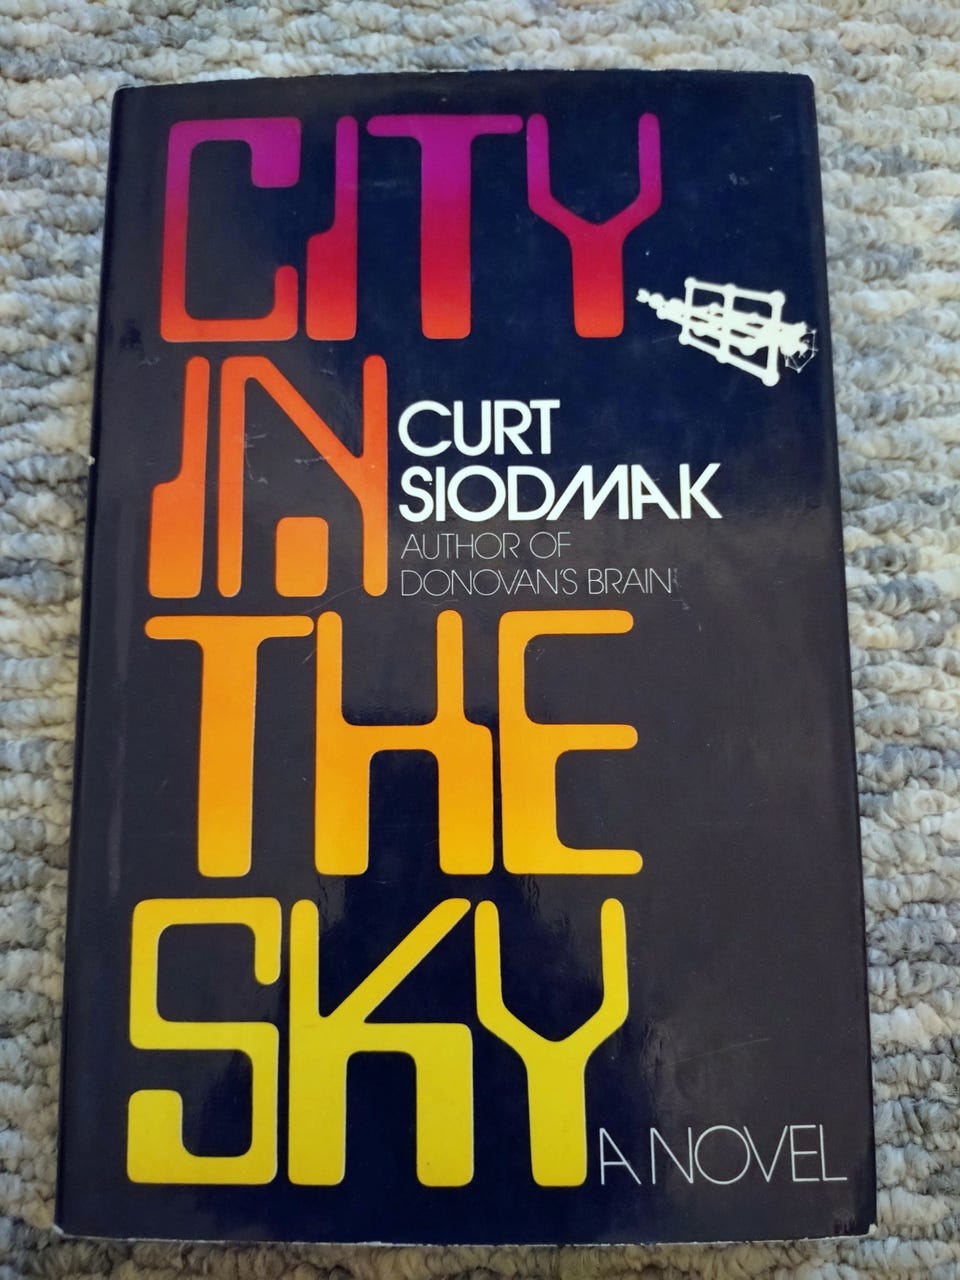 CITY
IN
CURT
SIODMAK
AUTHOR OF
DONOVAN'S BRAIN
THE
SKY
A NOVEL